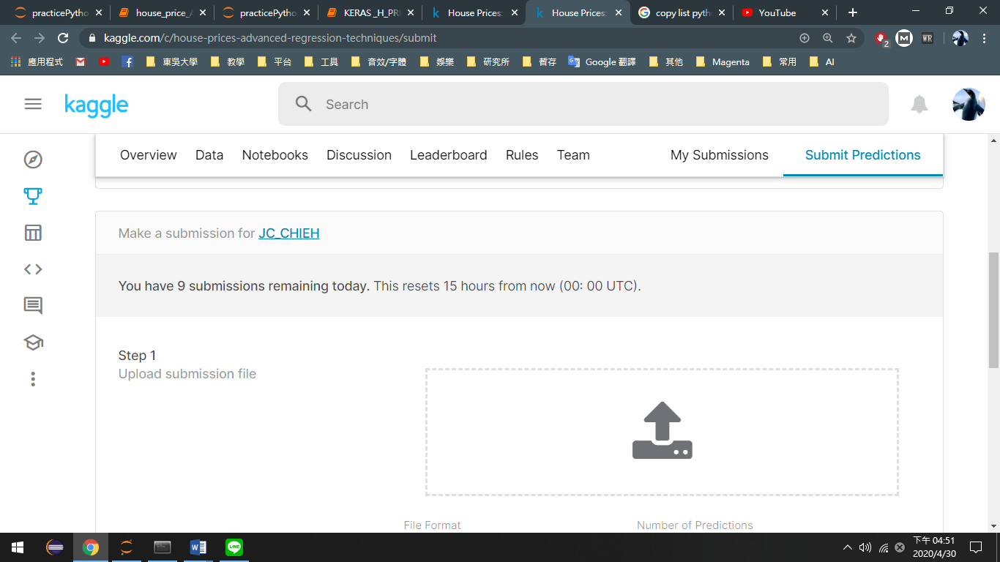 practicePytho
house_price_A
practicePytho
KERAS _H_PRI
House Prices:
House Prices:
copy list pytho
YouTube
kaggle.com/c/house-prices-advanced-regression-techniques/submit
2
M
WR
應用程式
東吳大學
教學
平台
工具
音效/字體
娛樂
研究所
暫存
Google 翻譯
其他
Magenta
常用
AI
kaggle
Search
Overview Data Notebooks Discussion Leaderboard Rules Team My Submissions Submit Predictions
Make a submission for JC_CHIEH
You have 9 submissions remaining today. This resets 15 hours from now (00: 00 UTC).
Step 1
Upload submission file
File Format Number of Predictions
LINE
下午 04:51
2020/4/30